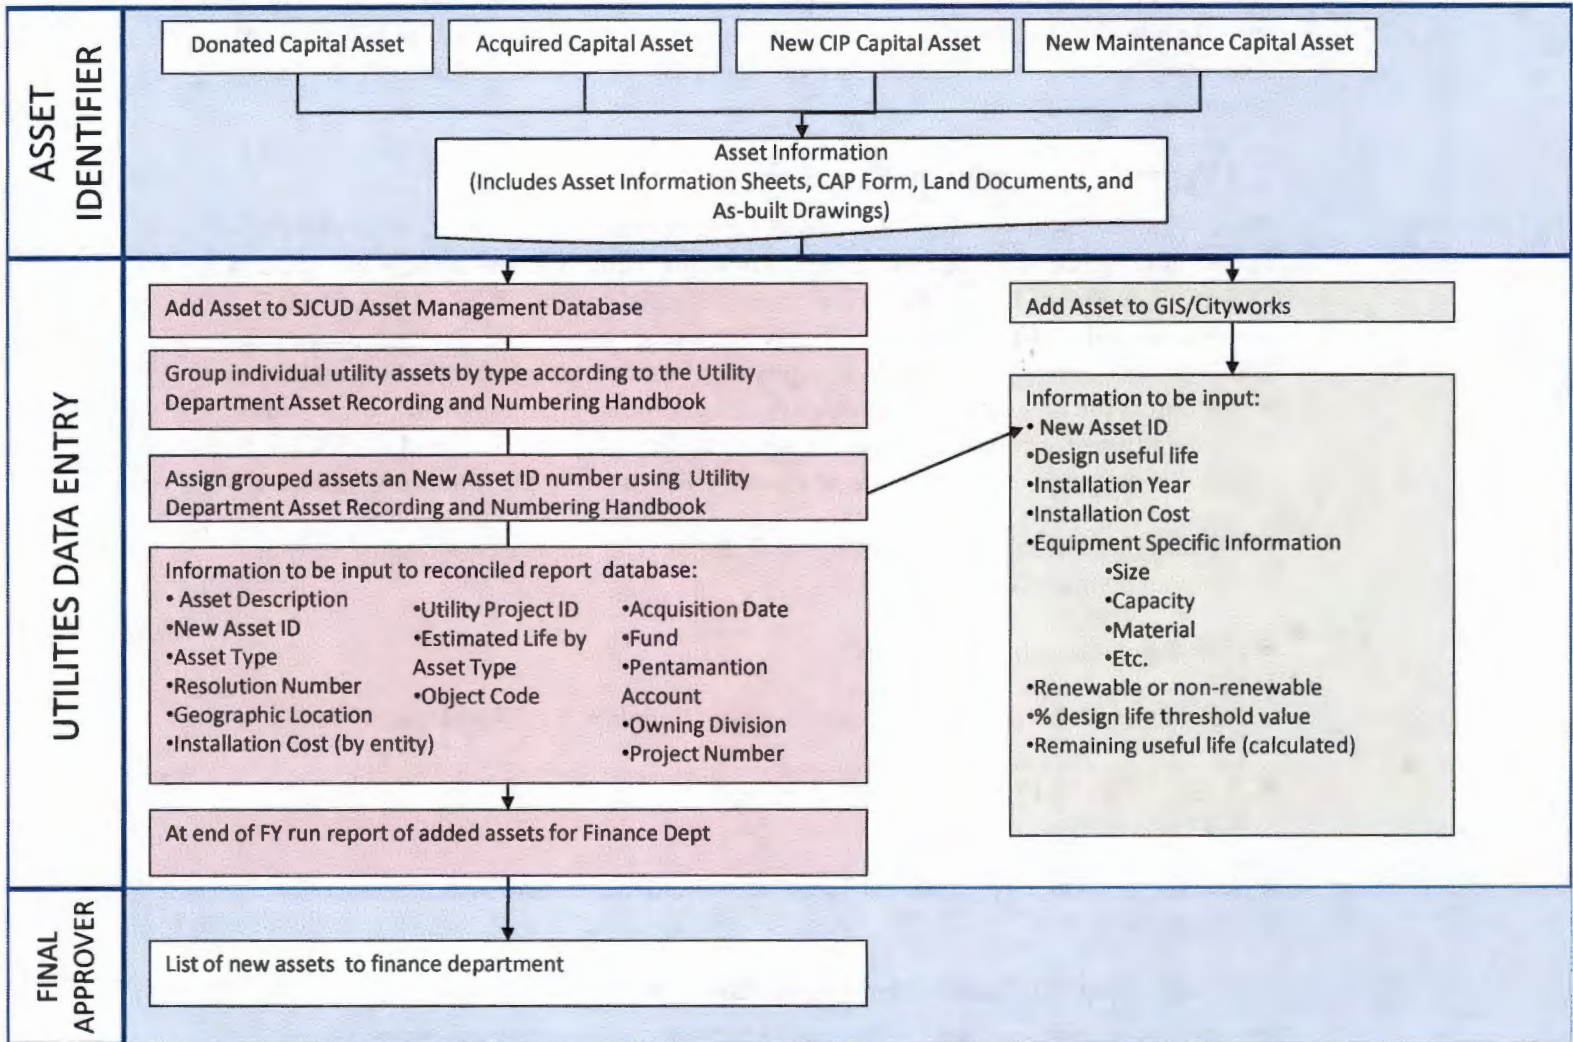 ASSET
IDENTIFIER
Donated Capital Asset
Acquired Capital Asset
New CIP Capital Asset
New Maintenance Capital Asset
Asset Information
(Includes Asset Information Sheets, CAP Form, Land Documents, and
As-built Drawings)
UTILITIES DATA ENTRY
Add Asset to SJCUD Asset Management Database
Group individual utility assets by type according to the Utility
Department Asset Recording and Numbering Handbook
Assign grouped assets an New Asset ID number using Utility
Department Asset Recording and Numbering Handbook
Information to be input to reconciled report database:
• Asset Description
•New Asset ID
•Asset Type
•Resolution Number
•Geographic Location
•Installation Cost (by entity)
•Utility Project ID
•Estimated Life by
Asset Type
•Object Code
•Acquisition Date
•Fund
•Pentamantion
Account
•Owning Division
•Project Number
At end of FY run report of added assets for Finance Dept
Add Asset to GIS/Cityworks
Information to be input:
• New Asset ID
•Design useful life
•Installation Year
•Installation Cost
•Equipment Specific Information
•Size
•Capacity
•Material
•Etc.
•Renewable or non-renewable
•% design life threshold value
•Remaining useful life (calculated)
FINAL
APPROVER
List of new assets to finance department